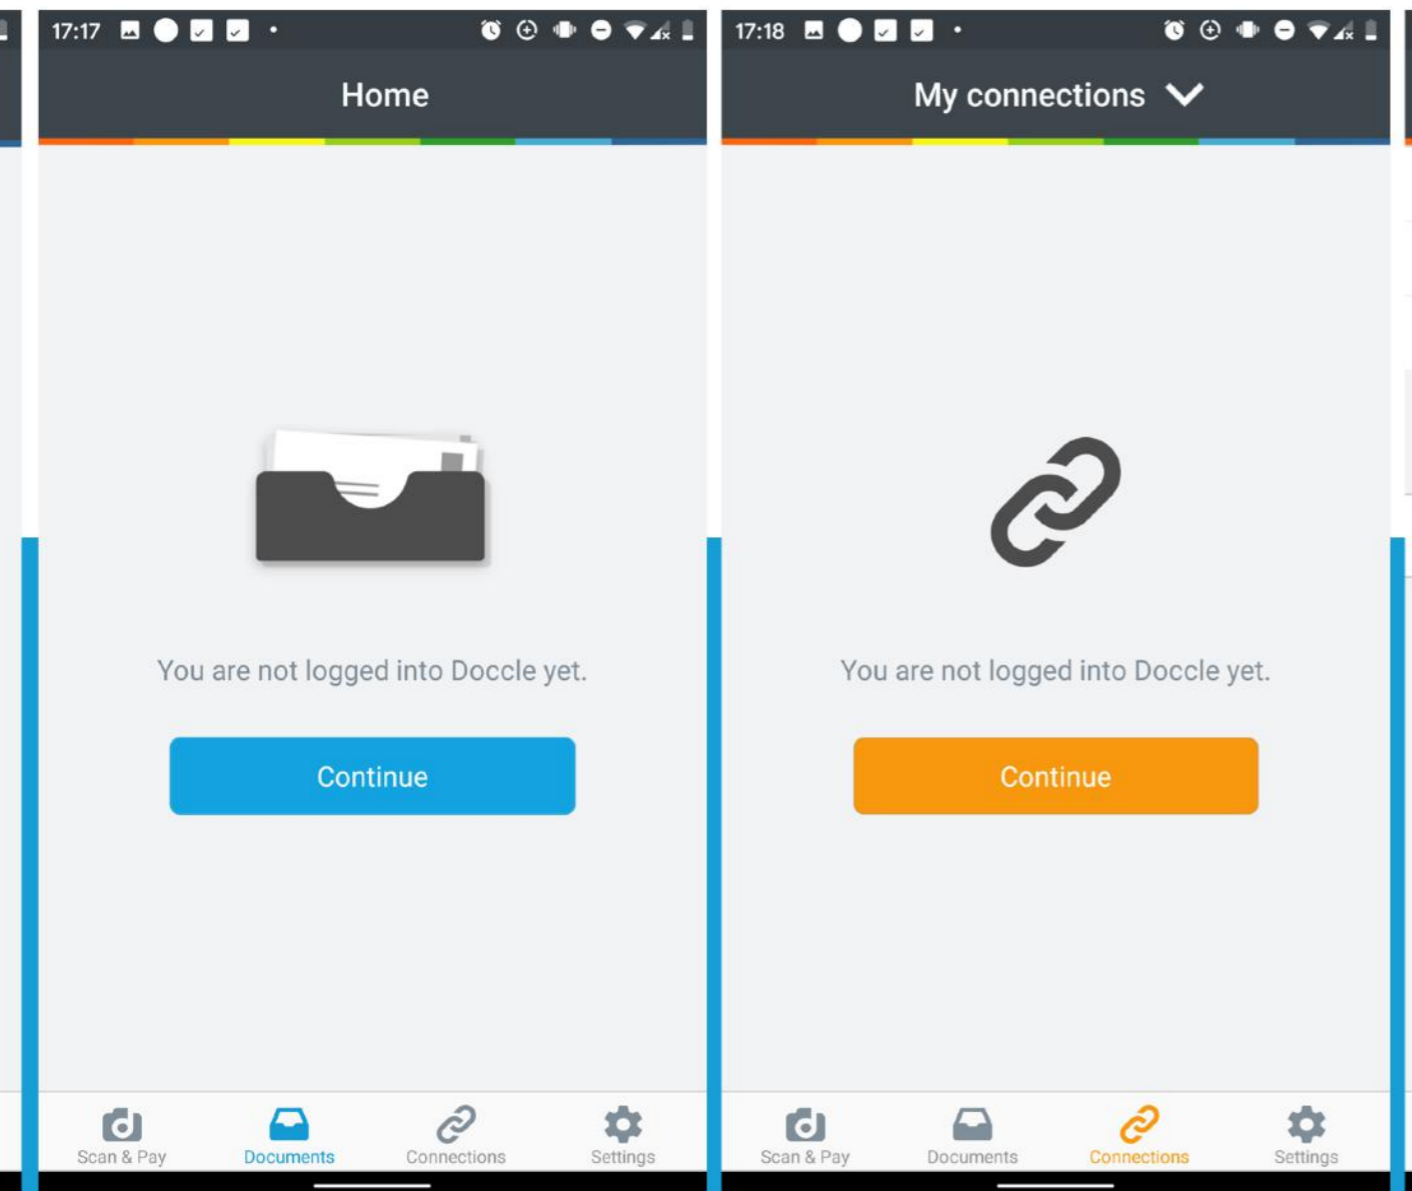 17:17
Home
You are not logged into Doccle yet.
Continue
Scan & Pay
Documents
Connections
Settings
17:18
My connections
You are not logged into Doccle yet.
Continue
Scan & Pay
Documents
Connections
Settings